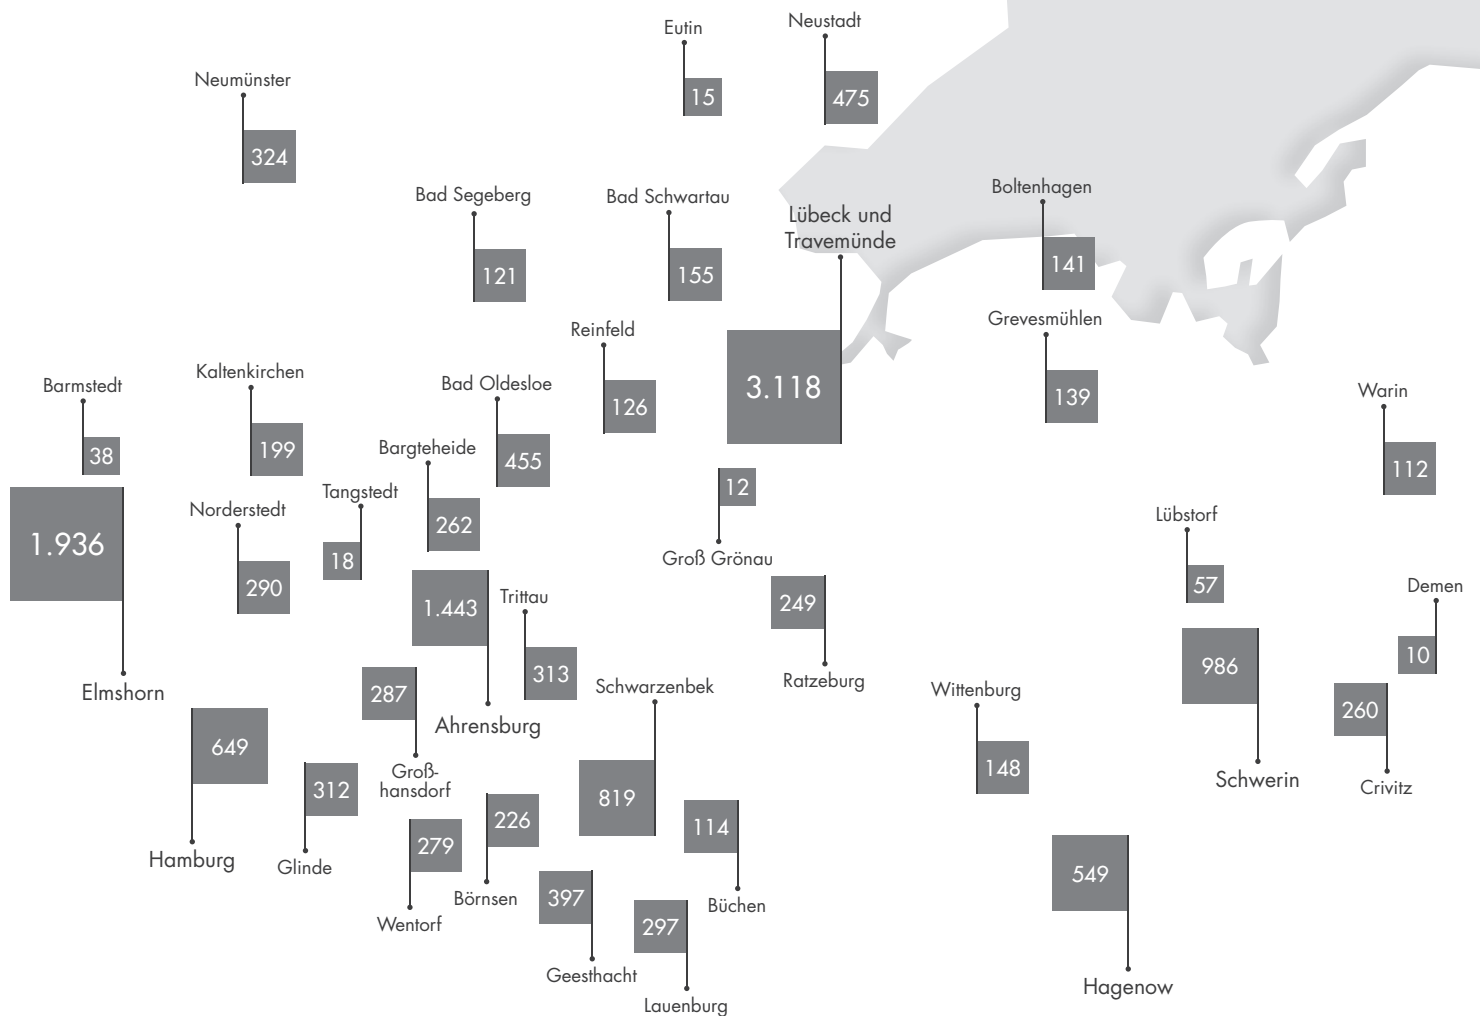 Eutin
15
Neustadt
475
Neumünster
324
Bad Segeberg
121
Bad Schwartau
155
Lübeck und
Travemünde
3.118
Boltenhagen
141
Grevesmühlen
139
Reinfeld
126
Kaltenkirchen
199
Barmstedt
38
Bad Oldesloe
455
Warin
112
Bargteheide
262
1.936
Elmshorn
Norderstedt
290
Tangstedt
18
12
Groß Grönau
Lübstorf
57
Demen
10
1.443
Ahrensburg
Trittau
313
249
Ratzeburg
986
Schwerin
260
Crivitz
287
Groß-
hansdorf
Schwarzenbek
819
Wittenburg
148
649
Hamburg
312
Glinde
279
Wentorf
226
Börnsen
114
Büchen
397
Geesthacht
297
Lauenburg
549
Hagenow